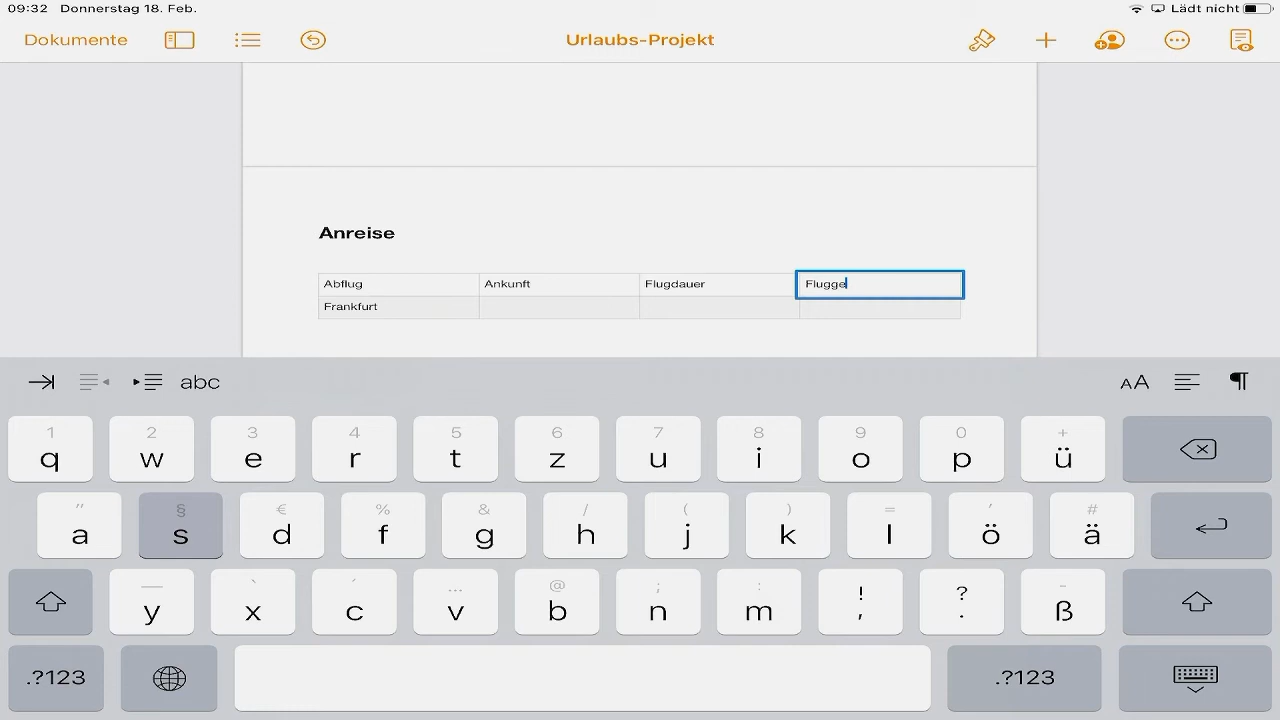 09:32 Donnerstag 18. Feb. Lädt nicht
Dokumente Urlaubs-Projekt
Anreise
Abflug Ankunft Flugdauer Flugge
Frankfurt
abc AA ¶
1 2 3 4 5 6 7 8 9 0 +
q w e r t z u i o p ü
" § € % & / ( ) = ' #
a s d f g h j k l ö ä
— ` ´ ... @ ; : ! ? -
y x c v b n m , . ß
.?123 .?123